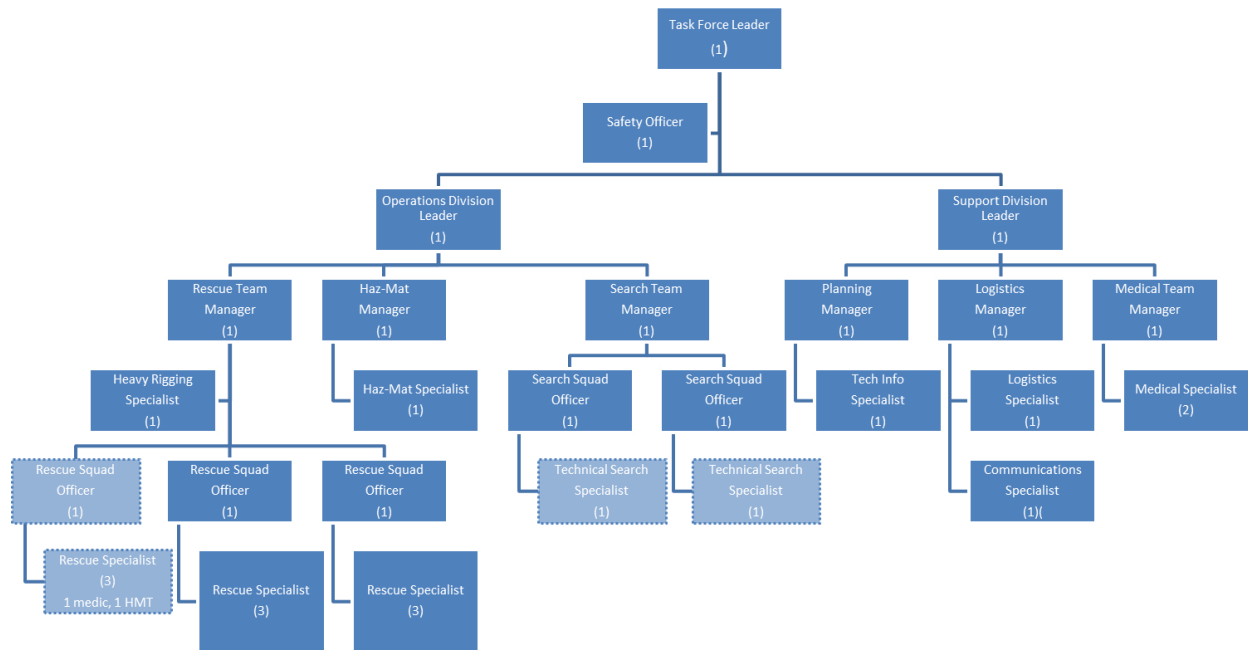 Task Force Leader
(1)
Safety Officer
(1)
Operations Division
Leader
(1)
Support Division
Leader
(1)
Rescue Team
Manager
(1)
Haz-Mat
Manager
(1)
Search Team
Manager
(1)
Planning
Manager
(1)
Logistics
Manager
(1)
Medical Team
Manager
(1)
Heavy Rigging
Specialist
(1)
Haz-Mat Specialist
(1)
Search Squad
Officer
(1)
Search Squad
Officer
(1)
Tech Info
Specialist
(1)
Logistics
Specialist
(1)
Medical Specialist
(2)
Rescue Squad
Officer
(1)
Rescue Squad
Officer
(1)
Rescue Squad
Officer
(1)
Technical Search
Specialist
(1)
Technical Search
Specialist
(1)
Communications
Specialist
(1)(
Rescue Specialist
(3)
1 medic, 1 HMT
Rescue Specialist
(3)
Rescue Specialist
(3)